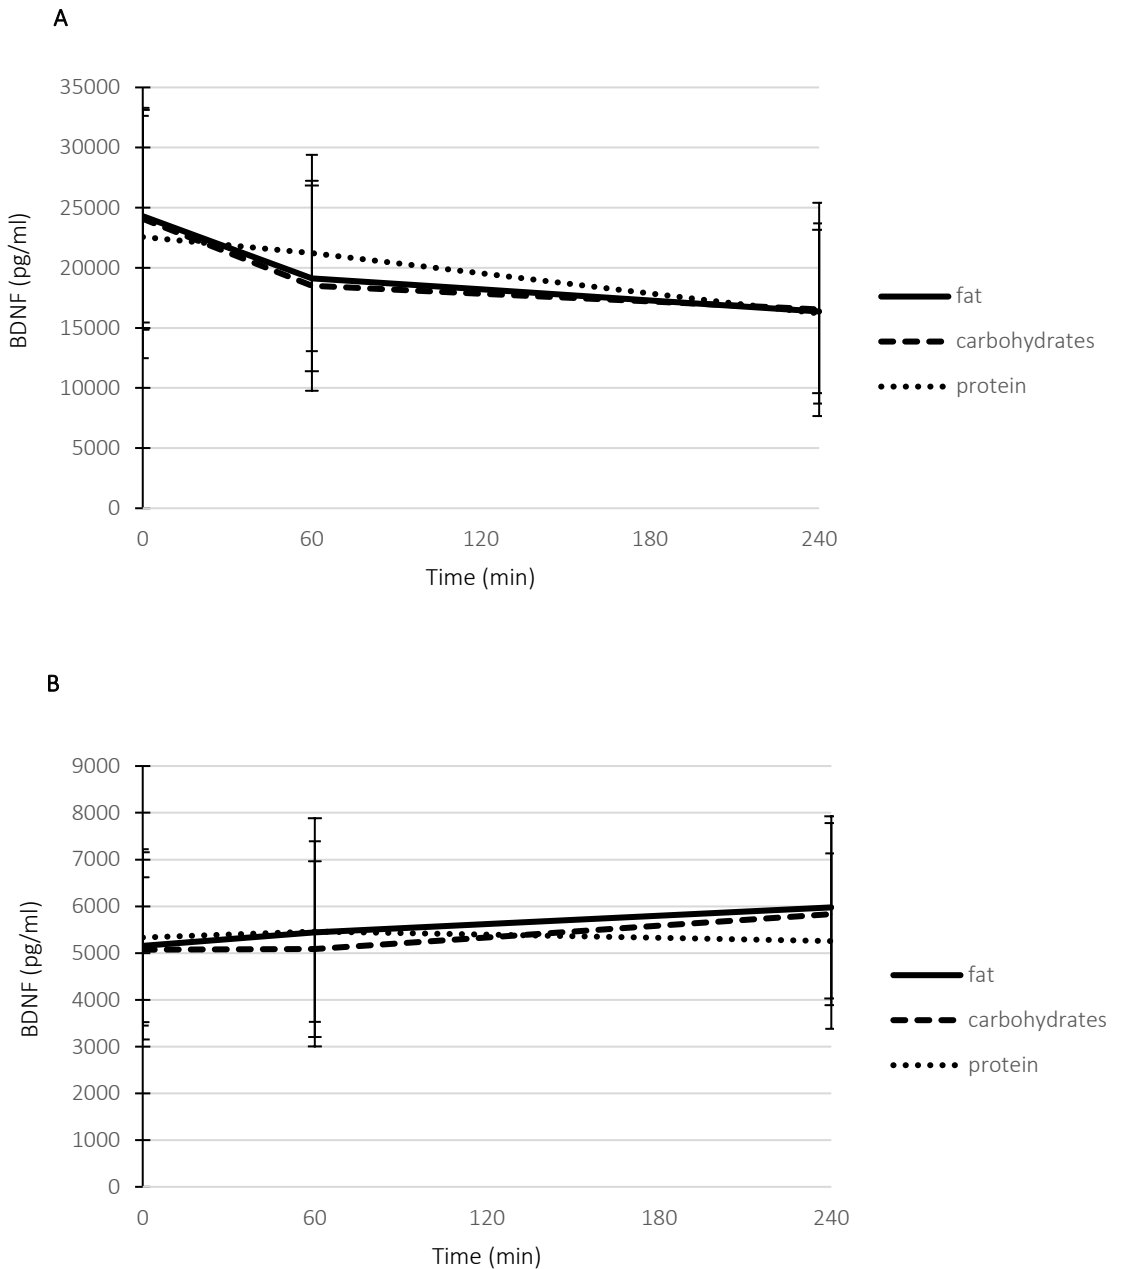 A
35000
30000
25000
20000
15000
10000
5000
0
BDNF (pg/ml)
0 60 120 180 240
Time (min)
fat
carbohydrates
protein
B
9000
8000
7000
6000
5000
4000
3000
2000
1000
0
BDNF (pg/ml)
0 60 120 180 240
Time (min)
fat
carbohydrates
protein